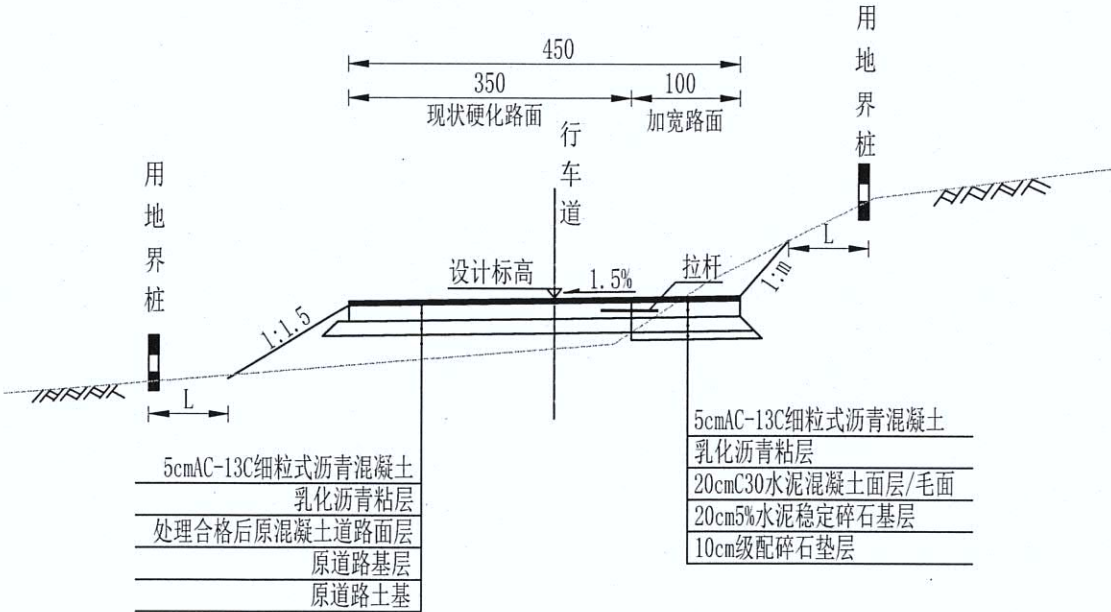 450
350
100
现状硬化路面
加宽路面
行车道
用地界桩
用地界桩
设计标高
1.5%
拉杆
1:m
L
1:1.5
L
5cmAC-13C细粒式沥青混凝土
乳化沥青粘层
20cmC30水泥混凝土面层/毛面
20cm5%水泥稳定碎石基层
10cm级配碎石垫层
5cmAC-13C细粒式沥青混凝土
乳化沥青粘层
处理合格后原混凝土道路面层
原道路基层
原道路土基